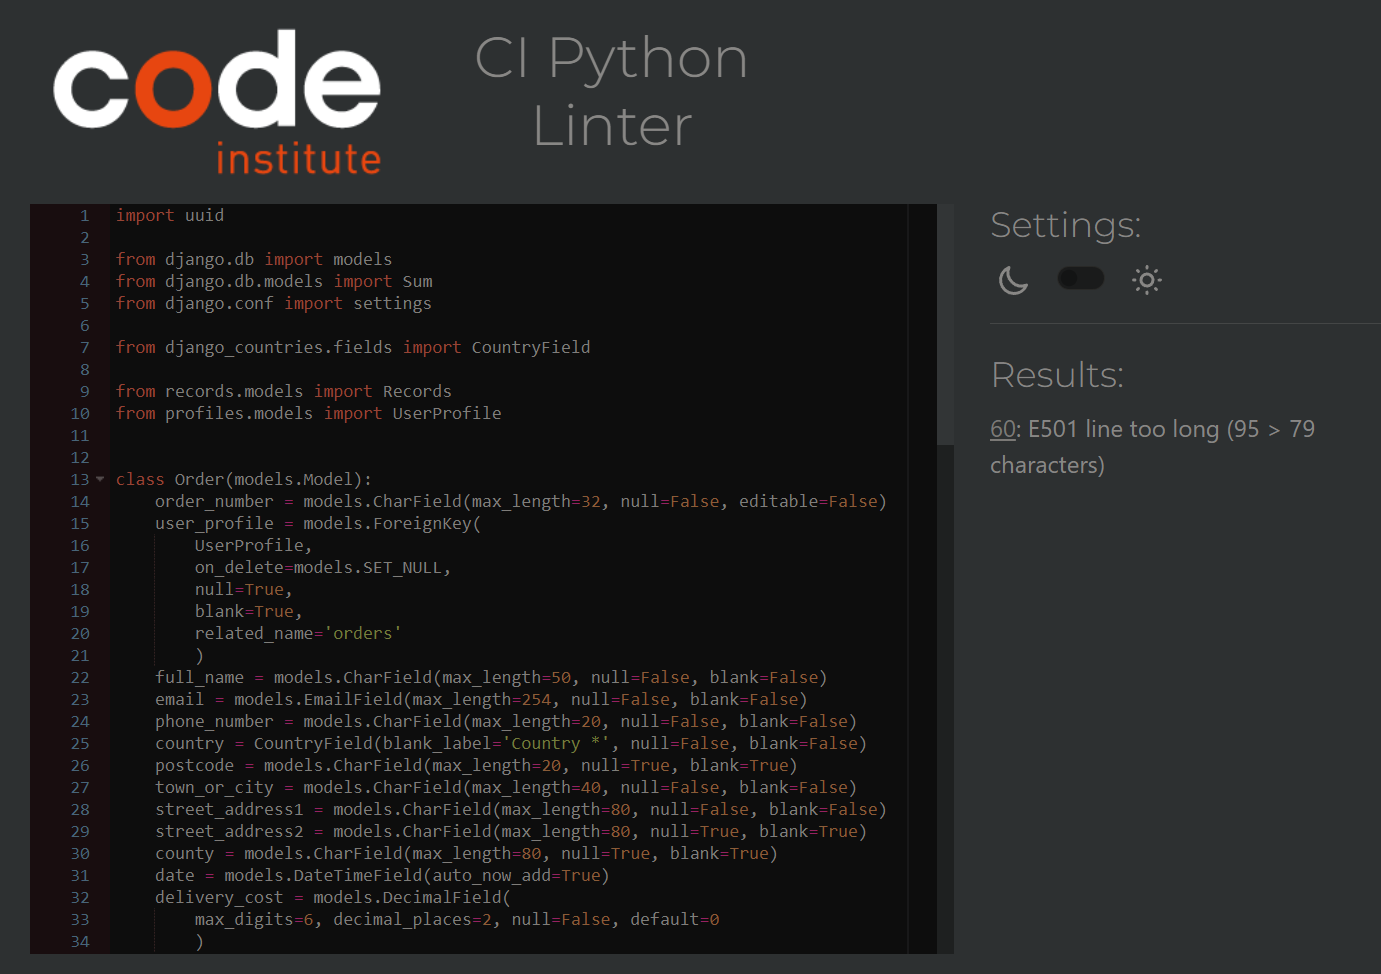 code
institute
CI Python
Linter
1 import uuid
2
3 from django.db import models
4 from django.db.models import Sum
5 from django.conf import settings
6
7 from django_countries.fields import CountryField
8
9 from records.models import Records
10 from profiles.models import UserProfile
11
12
13 class Order(models.Model):
14     order_number = models.CharField(max_length=32, null=False, editable=False)
15     user_profile = models.ForeignKey(
16         UserProfile,
17         on_delete=models.SET_NULL,
18         null=True,
19         blank=True,
20         related_name='orders'
21         )
22     full_name = models.CharField(max_length=50, null=False, blank=False)
23     email = models.EmailField(max_length=254, null=False, blank=False)
24     phone_number = models.CharField(max_length=20, null=False, blank=False)
25     country = CountryField(blank_label='Country *', null=False, blank=False)
26     postcode = models.CharField(max_length=20, null=True, blank=True)
27     town_or_city = models.CharField(max_length=40, null=False, blank=False)
28     street_address1 = models.CharField(max_length=80, null=False, blank=False)
29     street_address2 = models.CharField(max_length=80, null=True, blank=True)
30     county = models.CharField(max_length=80, null=True, blank=True)
31     date = models.DateTimeField(auto_now_add=True)
32     delivery_cost = models.DecimalField(
33         max_digits=6, decimal_places=2, null=False, default=0
34         )
Settings:
Results:
60: E501 line too long (95 > 79
characters)